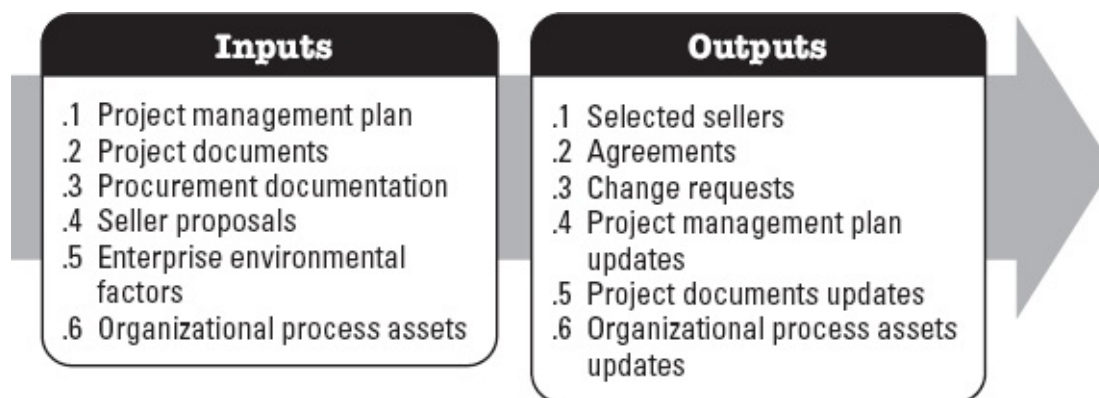 Inputs
.1 Project management plan
.2 Project documents
.3 Procurement documentation
.4 Seller proposals
.5 Enterprise environmental
factors
.6 Organizational process assets
Outputs
.1 Selected sellers
.2 Agreements
.3 Change requests
.4 Project management plan
updates
.5 Project documents updates
.6 Organizational process assets
updates